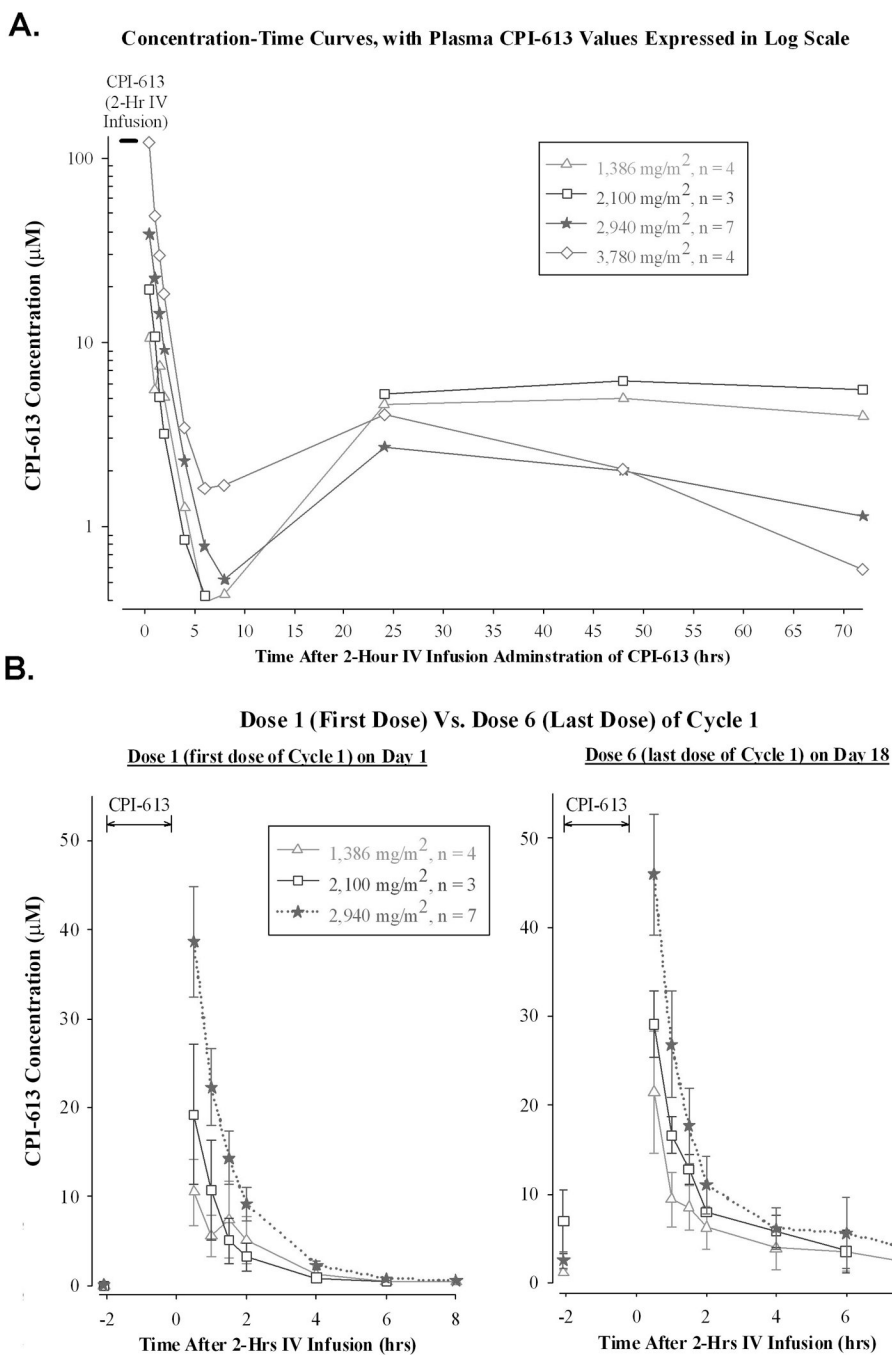 A.
Concentration-Time Curves, with Plasma CPI-613 Values Expressed in Log Scale
CPI-613
(2-Hr IV
Infusion)
CPI-613 Concentration (μM)
100
10
1
1,386 mg/m², n = 4
2,100 mg/m², n = 3
2,940 mg/m², n = 7
3,780 mg/m², n = 4
0 5 10 15 20 25 30 35 40 45 50 55 60 65 70
Time After 2-Hour IV Infusion Adminstration of CPI-613 (hrs)
B.
Dose 1 (First Dose) Vs. Dose 6 (Last Dose) of Cycle 1
Dose 1 (first dose of Cycle 1) on Day 1
CPI-613
CPI-613 Concentration (μM)
50
40
30
20
10
0
1,386 mg/m², n = 4
2,100 mg/m², n = 3
2,940 mg/m², n = 7
-2 0 2 4 6 8
Time After 2-Hrs IV Infusion (hrs)
Dose 6 (last dose of Cycle 1) on Day 18
CPI-613
50
40
30
20
10
0
-2 0 2 4 6
Time After 2-Hrs IV Infusion (hrs)